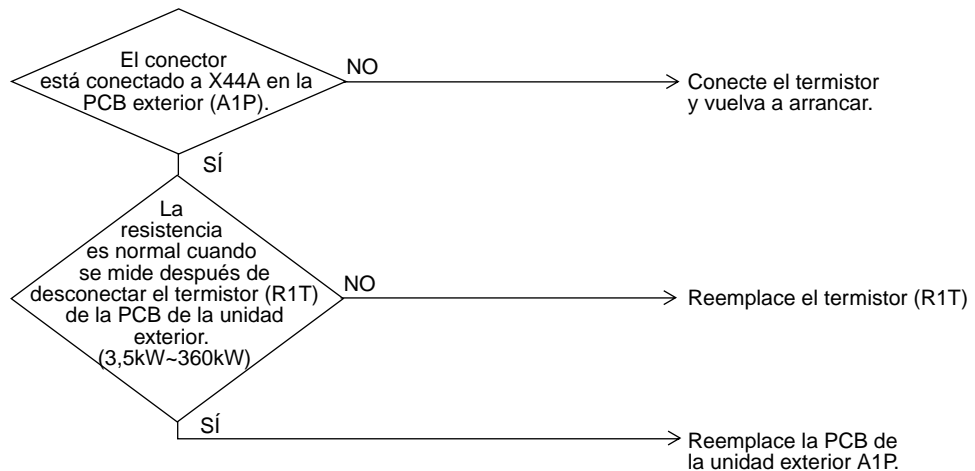 El conector
está conectado a X44A en la
PCB exterior (A1P).
NO
Conecte el termistor
y vuelva a arrancar.
SÍ
La
resistencia
es normal cuando
se mide después de
desconectar el termistor (R1T)
de la PCB de la unidad
exterior.
(3,5kW~360kW)
NO
Reemplace el termistor (R1T)
SÍ
Reemplace la PCB de
la unidad exterior A1P.